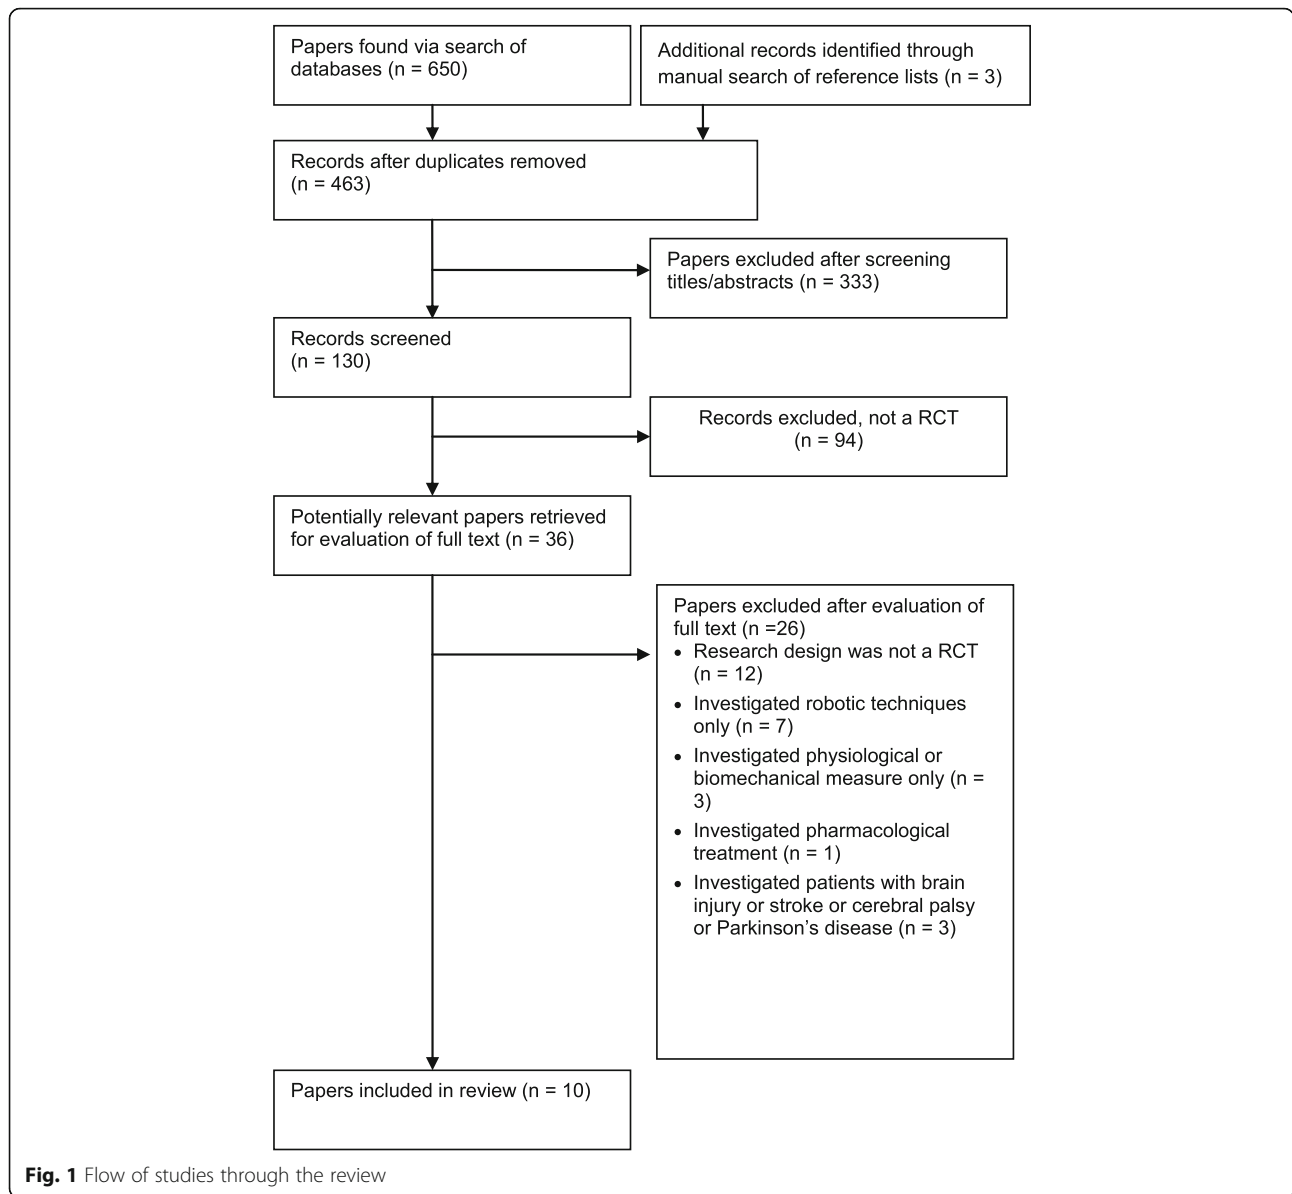 Papers found via search of
databases (n = 650)
Additional records identified through
manual search of reference lists (n = 3)
Records after duplicates removed
(n = 463)
Papers excluded after screening
titles/abstracts (n = 333)
Records screened
(n = 130)
Records excluded, not a RCT
(n = 94)
Potentially relevant papers retrieved
for evaluation of full text (n = 36)
Papers excluded after evaluation of
full text (n =26)
• Research design was not a RCT
(n = 12)
• Investigated robotic techniques
only (n = 7)
• Investigated physiological or
biomechanical measure only (n =
3)
• Investigated pharmacological
treatment (n = 1)
• Investigated patients with brain
injury or stroke or cerebral palsy
or Parkinson's disease (n = 3)
Papers included in review (n = 10)
Fig. 1 Flow of studies through the review